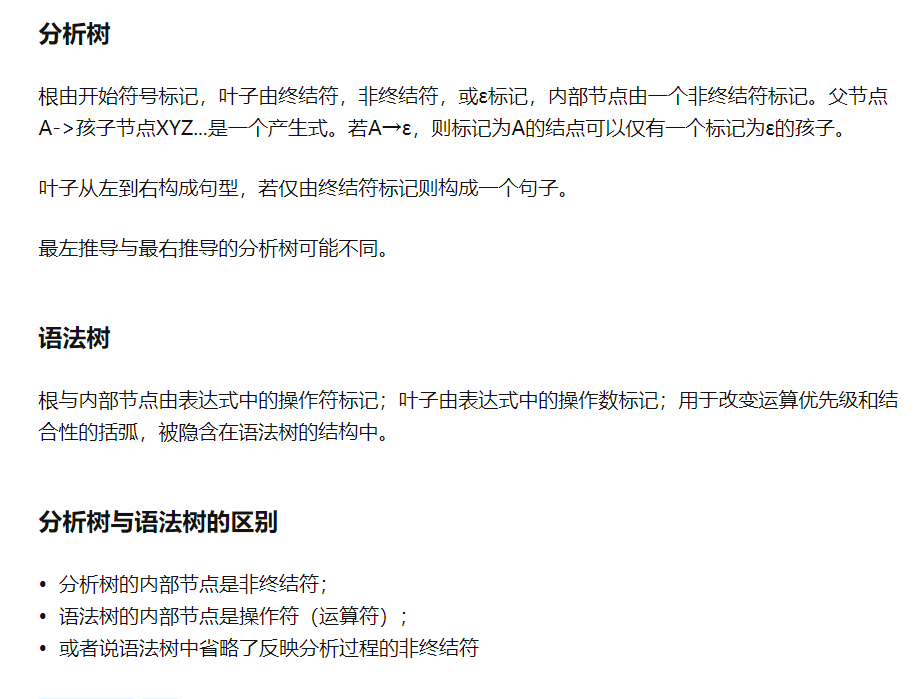 分析树
根由开始符号标记，叶子由终结符，非终结符，或ε标记，内部节点由一个非终结符标记。父节点
A->孩子节点XYZ...是一个产生式。若A→ε，则标记为A的结点可以仅有一个标记为ε的孩子。
叶子从左到右构成句型，若仅由终结符标记则构成一个句子。
最左推导与最右推导的分析树可能不同。
语法树
根与内部节点由表达式中的操作符标记；叶子由表达式中的操作数标记；用于改变运算优先级和结
合性的括弧，被隐含在语法树的结构中。
分析树与语法树的区别
• 分析树的内部节点是非终结符；
• 语法树的内部节点是操作符（运算符）；
• 或者说语法树中省略了反映分析过程的非终结符